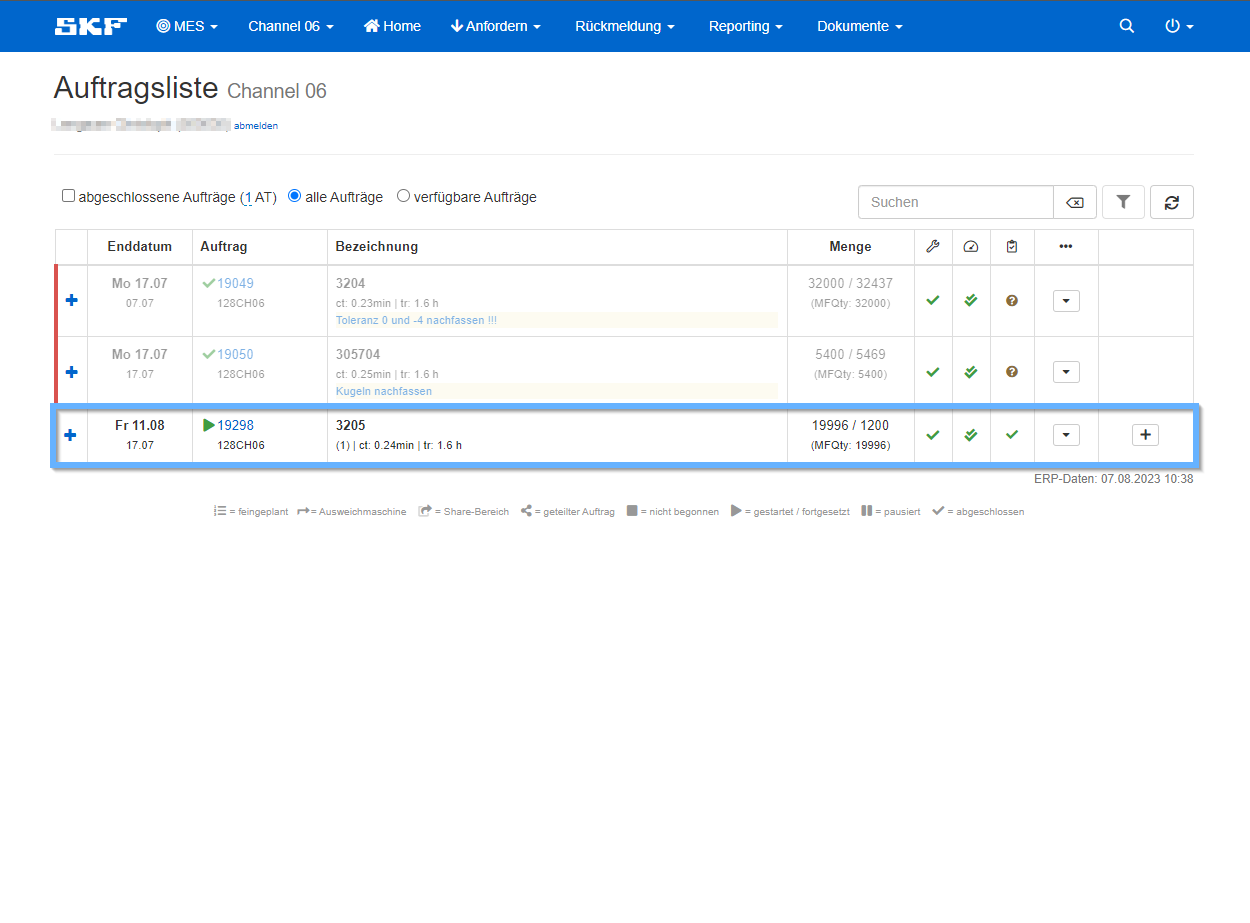 SKF MES Channel 06 Home Anfordern Rückmeldung Reporting Dokumente
Auftragsliste Channel 06
abmelden
abgeschlossene Aufträge (1 AT) alle Aufträge verfügbare Aufträge Suchen
Enddatum Auftrag Bezeichnung Menge
Mo 17.07 19049 3204 32000 / 32437
07.07 128CH06 ct: 0.23min | tr: 1.6 h (MFQty: 32000)
Toleranz 0 und -4 nachfassen !!!
Mo 17.07 19050 305704 5400 / 5469
17.07 128CH06 ct: 0.25min | tr: 1.6 h (MFQty: 5400)
Kugeln nachfassen
Fr 11.08 19298 3205 19996 / 1200
17.07 128CH06 (1) | ct: 0.24min | tr: 1.6 h (MFQty: 19996)
ERP-Daten: 07.08.2023 10:38
= feingeplant = Ausweichmaschine = Share-Bereich = geteilter Auftrag = nicht begonnen = gestartet / fortgesetzt = pausiert = abgeschlossen